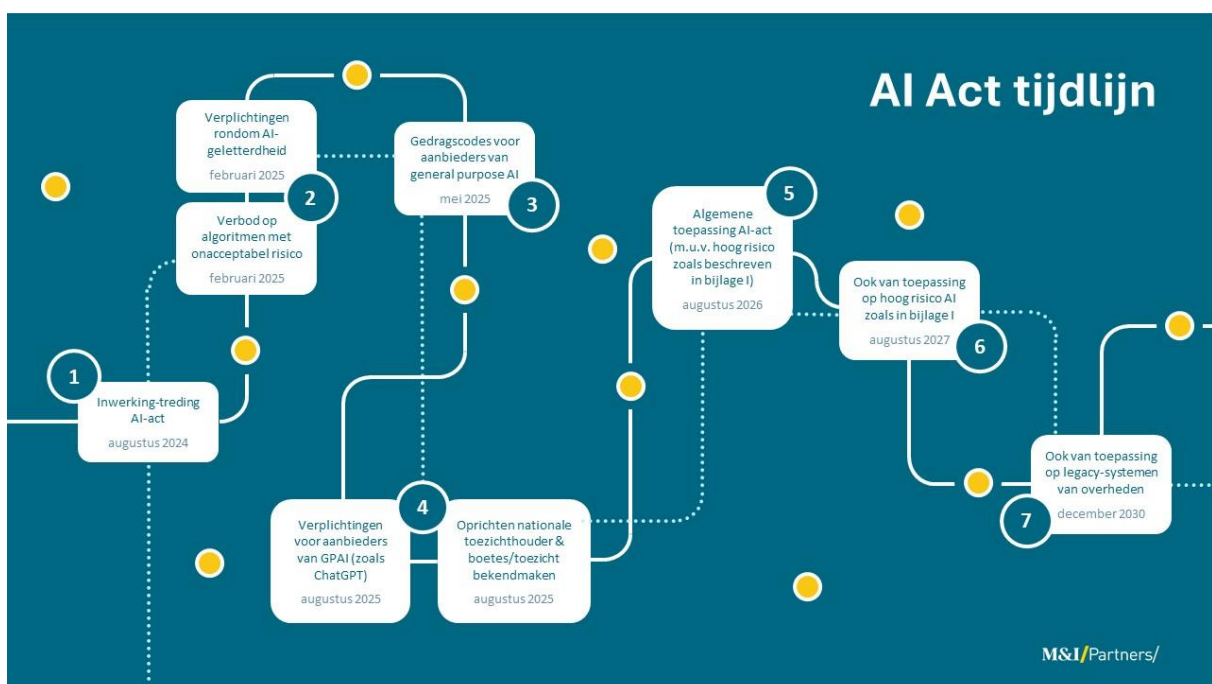 AI Act tijdlijn
1
Inwerking-treding
AI-act
augustus 2024
2
Verplichtingen
rondom AI-
geletterdheid
februari 2025
Verbod op
algoritmen met
onacceptabel risico
februari 2025
3
Gedragscodes voor
aanbieders van
general purpose AI
mei 2025
4
Verplichtingen
voor aanbieders
van GPAI (zoals
ChatGPT)
augustus 2025
Oprichten nationale
toezichthouder &
boetes/toezicht
bekendmaken
augustus 2025
5
Algemene
toepassing AI-act
(m.u.v. hoog risico
zoals beschreven
in bijlage I)
augustus 2026
6
Ook van toepassing
op hoog risico AI
zoals in bijlage I
augustus 2027
7
Ook van toepassing
op legacy-systemen
van overheden
december 2030
M&I/Partners/